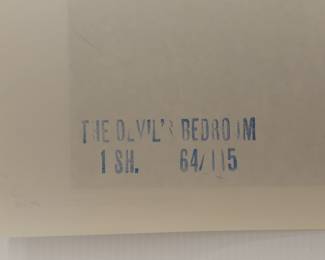 THE DEVIL'S BEDROOM
1 SH. 64/115